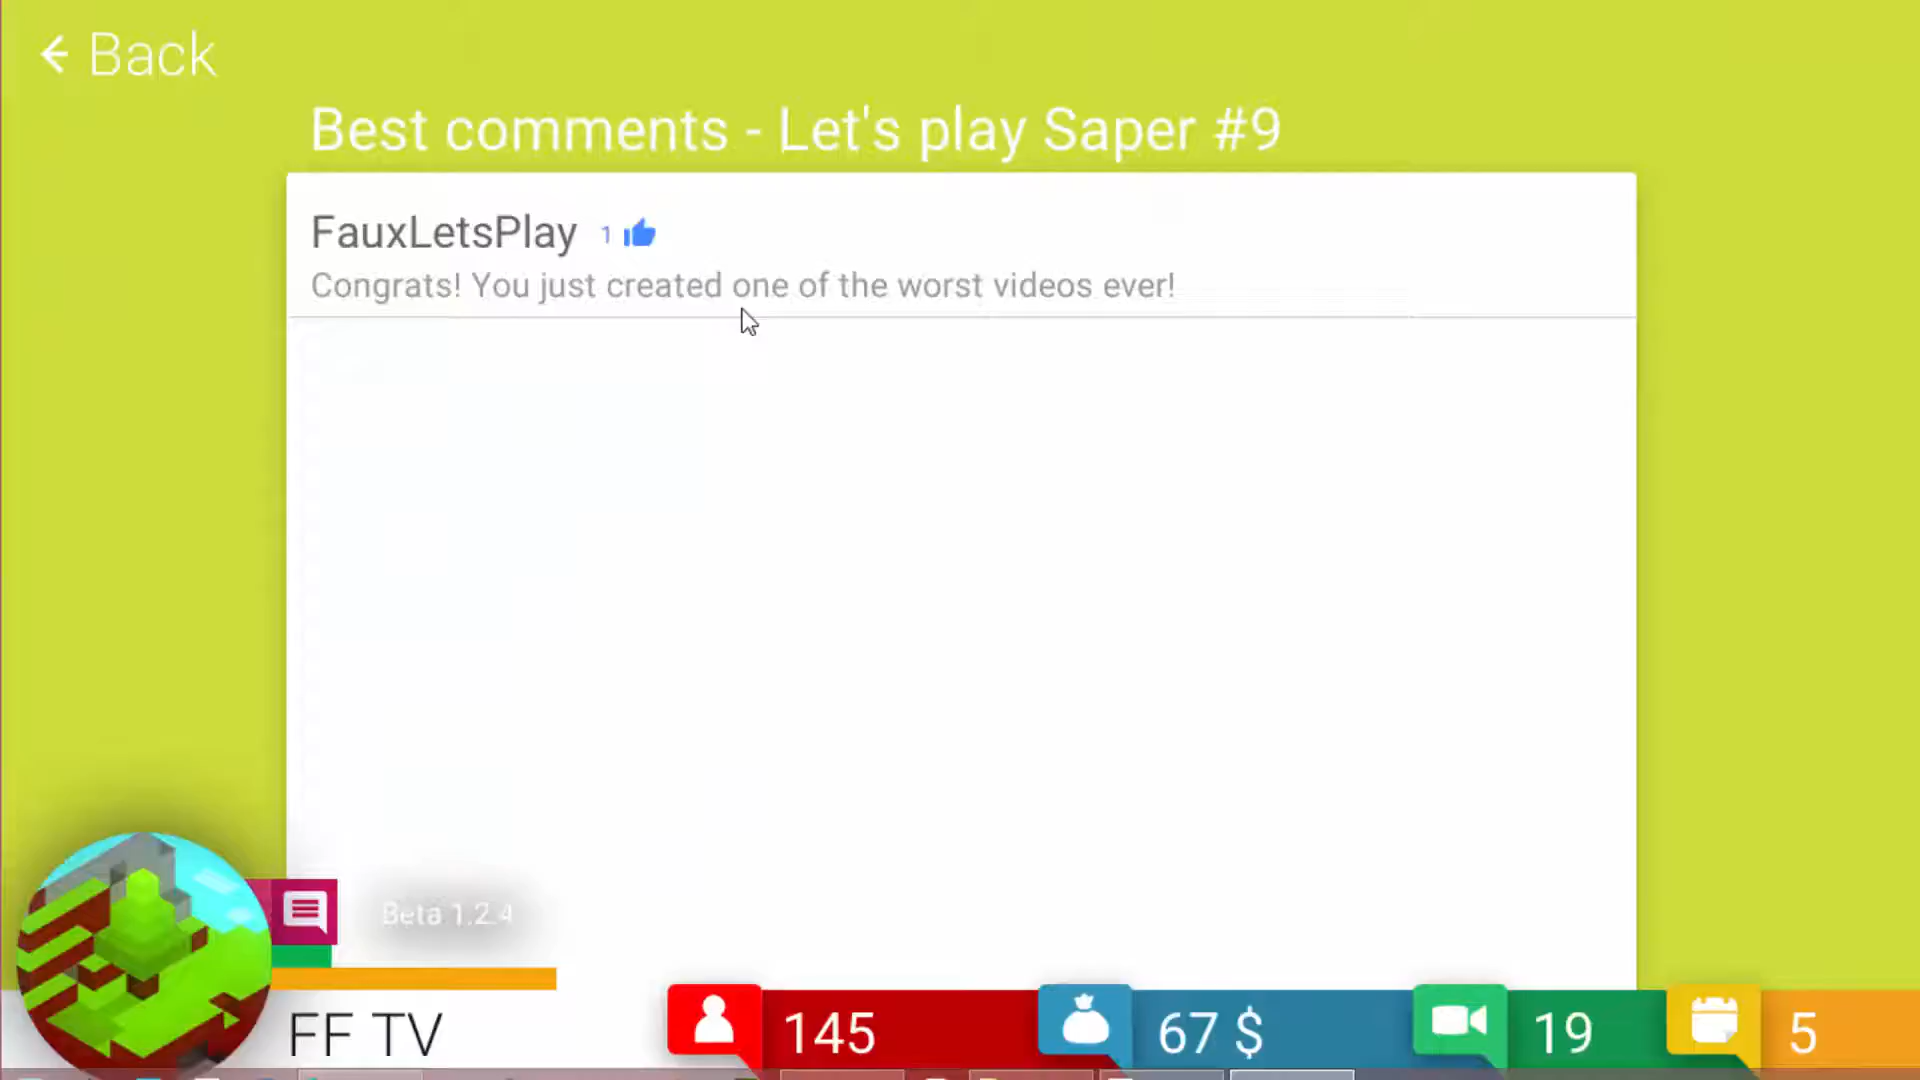 Back
Best comments - Let's play Saper #9
FauxLetsPlay 1
Congrats! You just created one of the worst videos ever!
Beta 1.2.4
FF TV
145
67 $
19
5